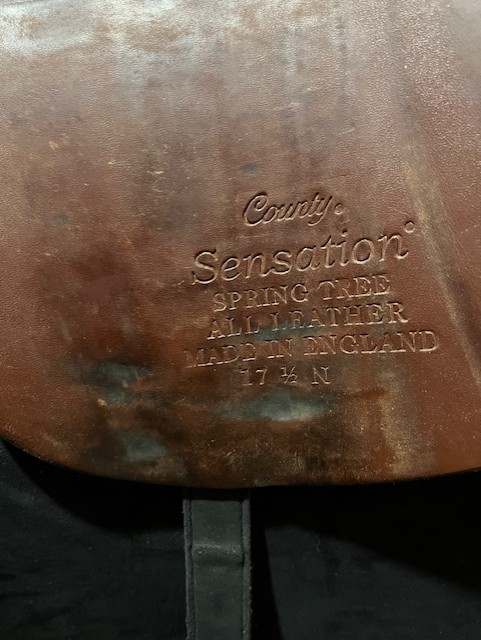 County®
Sensation®
SPRING TREE
ALL LEATHER
MADE IN ENGLAND
17 ½ N